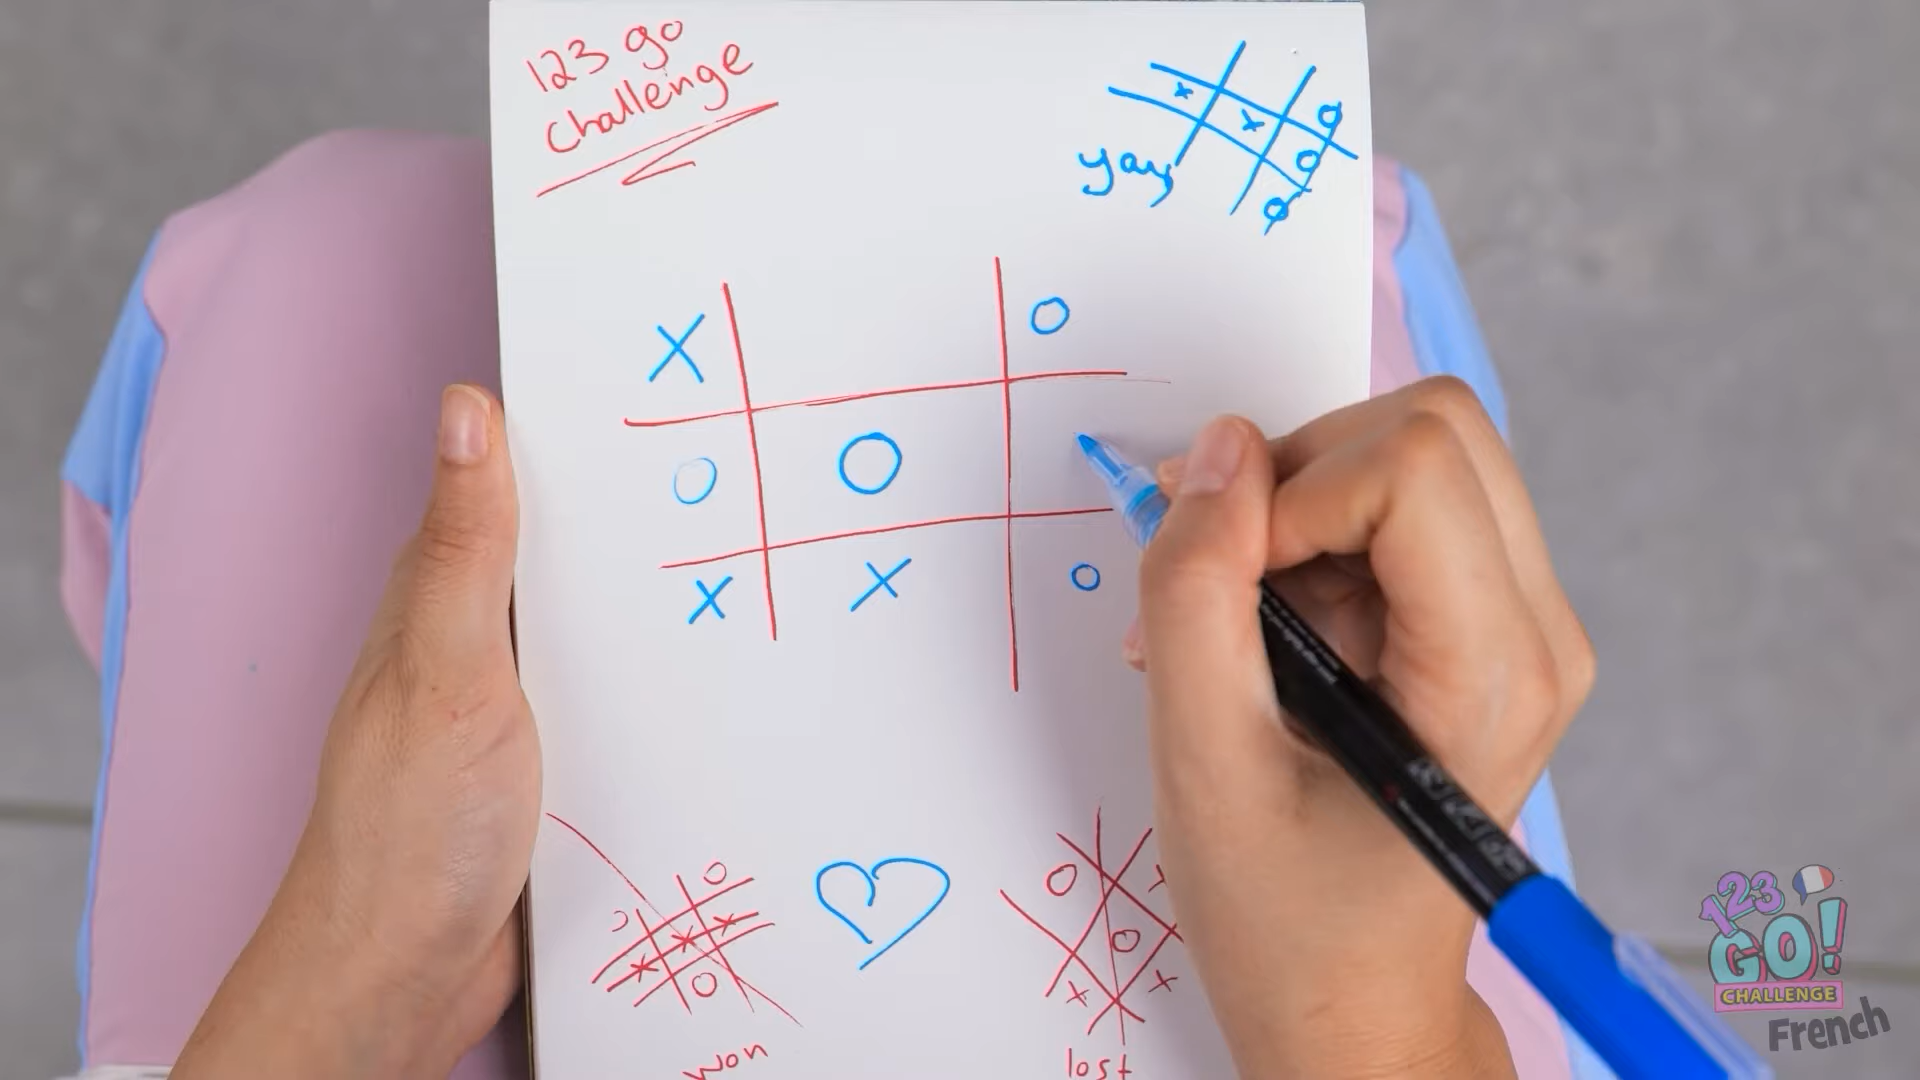 123 go
challenge
yay
X O
O O
X X O
won
lost
123
GO!
CHALLENGE
French